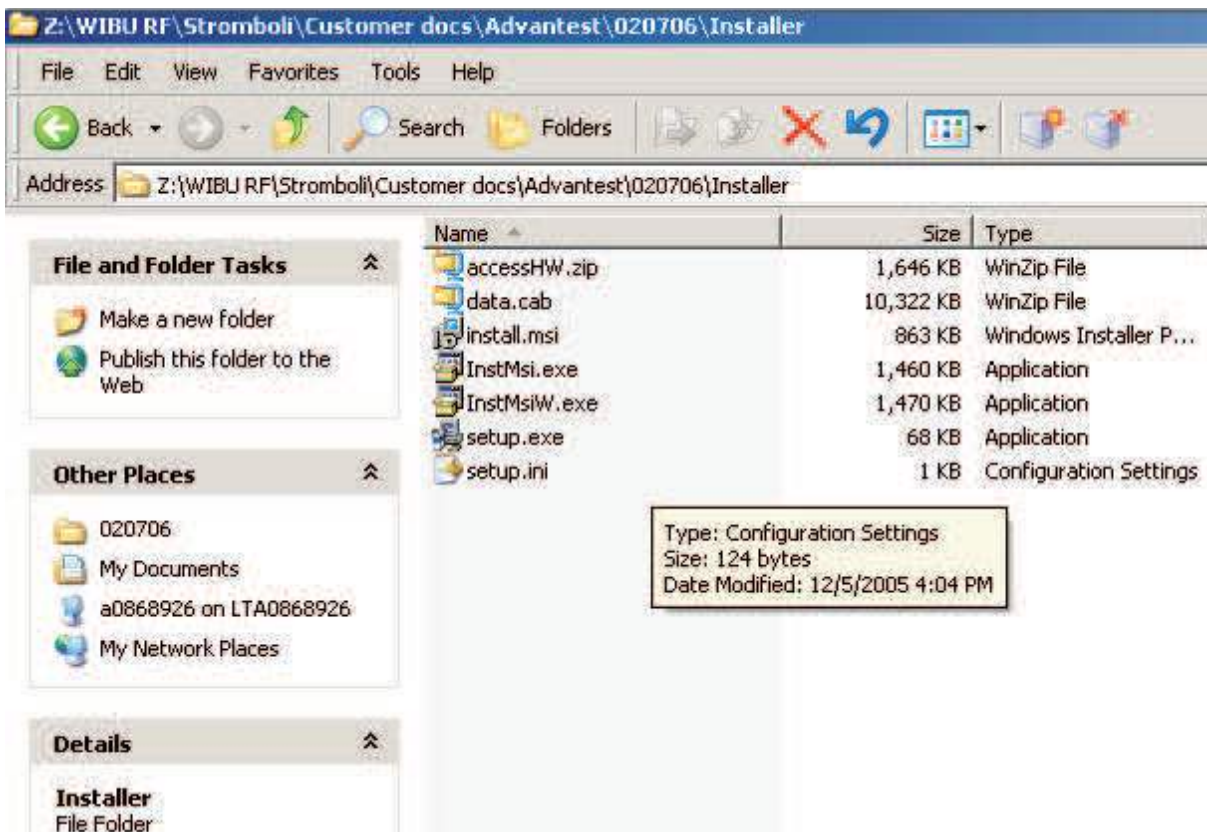 Z:\WIBU RF\Stromboli\Customer docs\Advantest\020706\Installer
File Edit View Favorites Tools Help
Back Search Folders
Address Z:\WIBU RF\Stromboli\Customer docs\Advantest\020706\Installer
File and Folder Tasks
Make a new folder
Publish this folder to the
Web
Other Places
020706
My Documents
a0868926 on LTA0868926
My Network Places
Details
Installer
File Folder
Name Size Type
accessHW.zip 1,646 KB WinZip File
data.cab 10,322 KB WinZip File
install.msi 863 KB Windows Installer P...
InstMsi.exe 1,460 KB Application
InstMsiW.exe 1,470 KB Application
setup.exe 68 KB Application
setup.ini 1 KB Configuration Settings
Type: Configuration Settings
Size: 124 bytes
Date Modified: 12/5/2005 4:04 PM